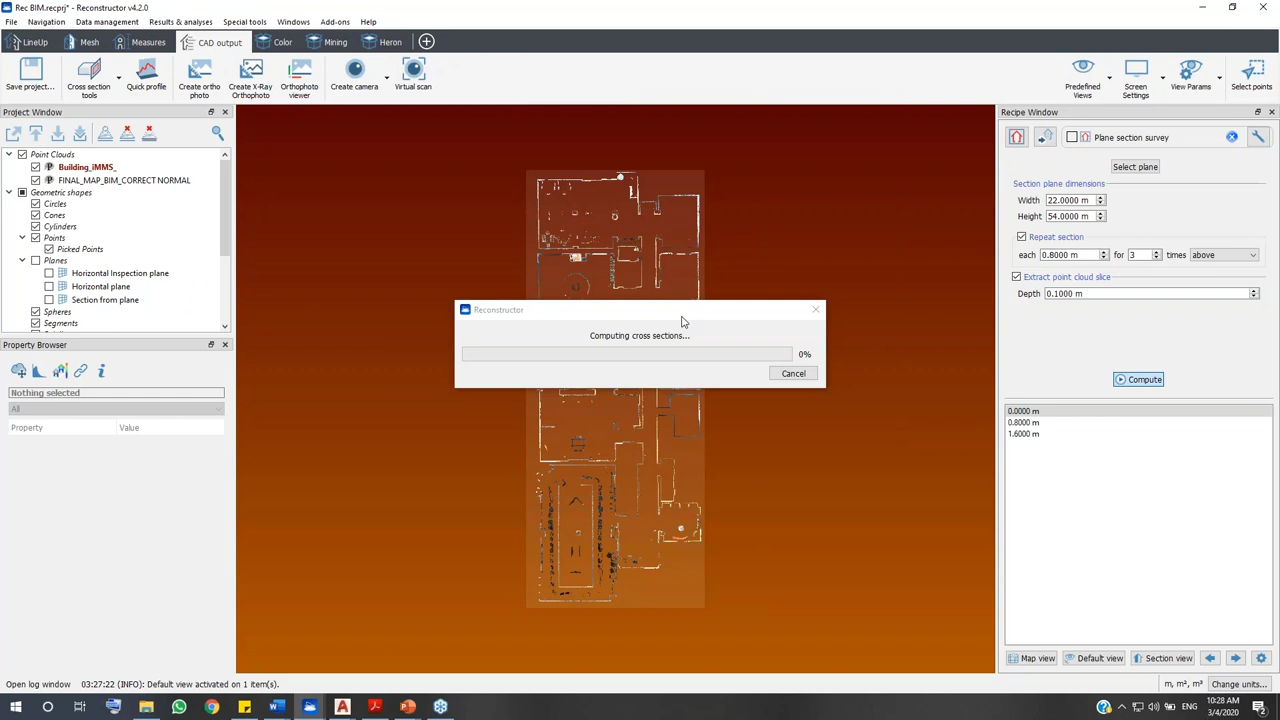 Rec BIM.recprj* - Reconstructor v4.2.0
File Navigation Data management Results & analyses Special tools Windows Add-ons Help
LineUp Mesh Measures CAD output Color Mining Heron
Save project... Cross section tools Quick profile Create ortho photo Create X-Ray Orthophoto Orthophoto viewer Create camera Virtual scan Predefined Views Screen Settings View Params Select points
Project Window
Point Clouds
Building_iMMS_
FINAL_MAP_BIM_CORRECT NORMAL
Geometric shapes
Circles
Cones
Cylinders
Points
Picked Points
Planes
Horizontal Inspection plane
Horizontal plane
Section from plane
Spheres
Segments
Property Browser
Nothing selected
All
Property Value
Reconstructor
Computing cross sections...
0%
Cancel
Recipe Window
Plane section survey
Select plane
Section plane dimensions
Width 22.0000 m
Height 54.0000 m
Repeat section
each 0.8000 m for 3 times above
Extract point cloud slice
Depth 0.1000 m
Compute
0.0000 m
0.8000 m
1.6000 m
Map view Default view Section view
Open log window 03:27:22 (INFO): Default view activated on 1 item(s).
m, m², m³ Change units...
ENG 10:28 AM
3/4/2020
2